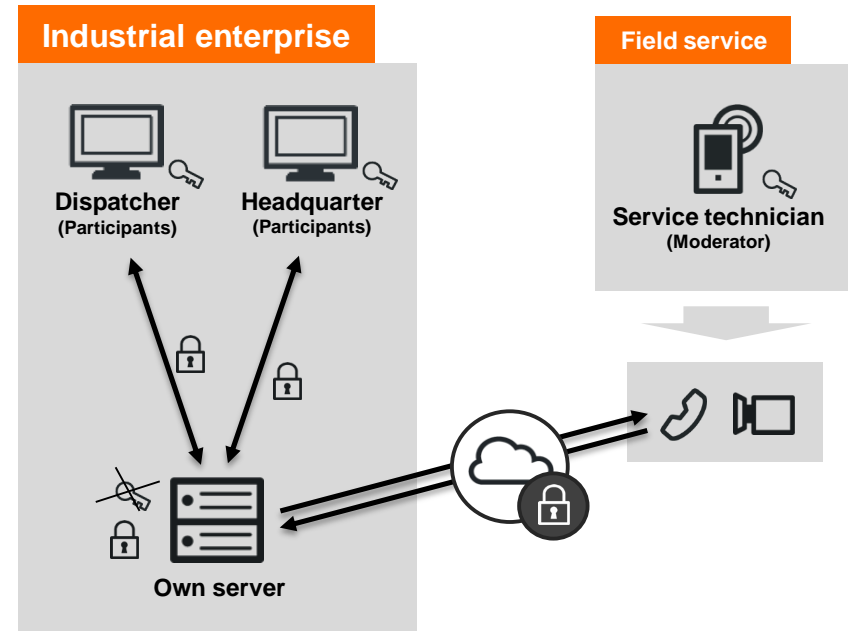 Industrial enterprise
Field service
Dispatcher
(Participants)
Headquarter
(Participants)
Service technician
(Moderator)
Own server